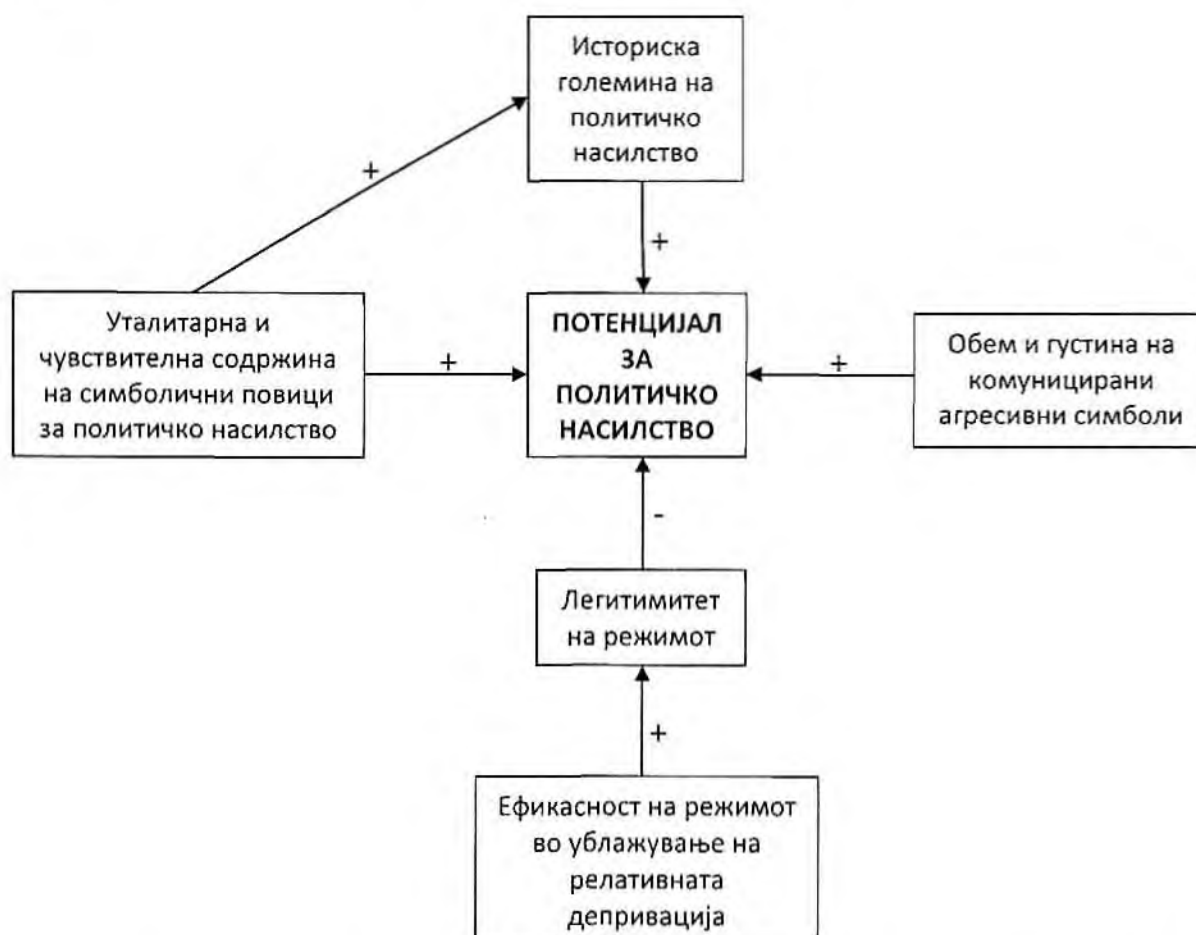 Историска
големина на
политичко
насилство
+
+
Уталитарна и
чувствителна содржина
на симболични повици
за политичко насилство
+
ПОТЕНЦИЈАЛ
ЗА
ПОЛИТИЧКО
НАСИЛСТВО
+
Обем и густина на
комуницирани
агресивни симболи
-
Легитимитет
на режимот
+
Ефикасност на режимот
во ублажување на
релативната
депривација